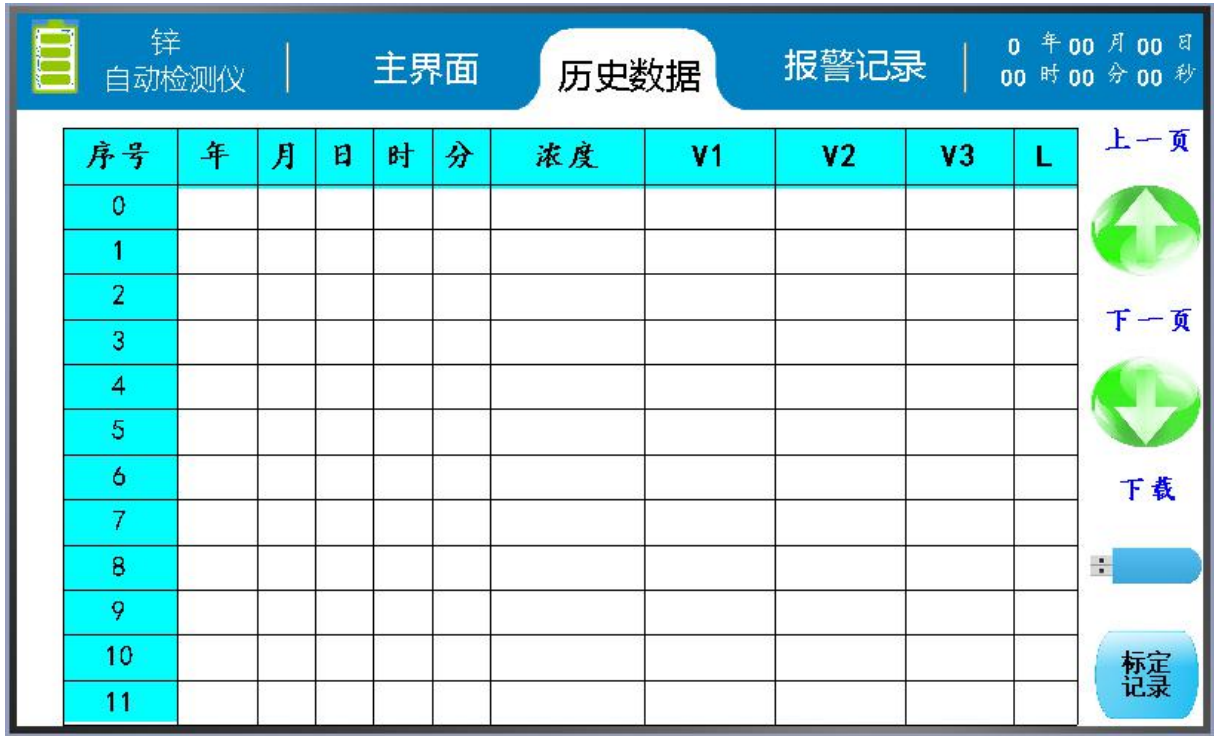 锌
自动检测仪
主界面
历史数据
报警记录
0 年 00 月 00 日
00 时 00 分 00 秒
序号 年 月 日 时 分 浓度 V1 V2 V3 L
0
1
2
3
4
5
6
7
8
9
10
11
上一页
下一页
下载
标定
记录